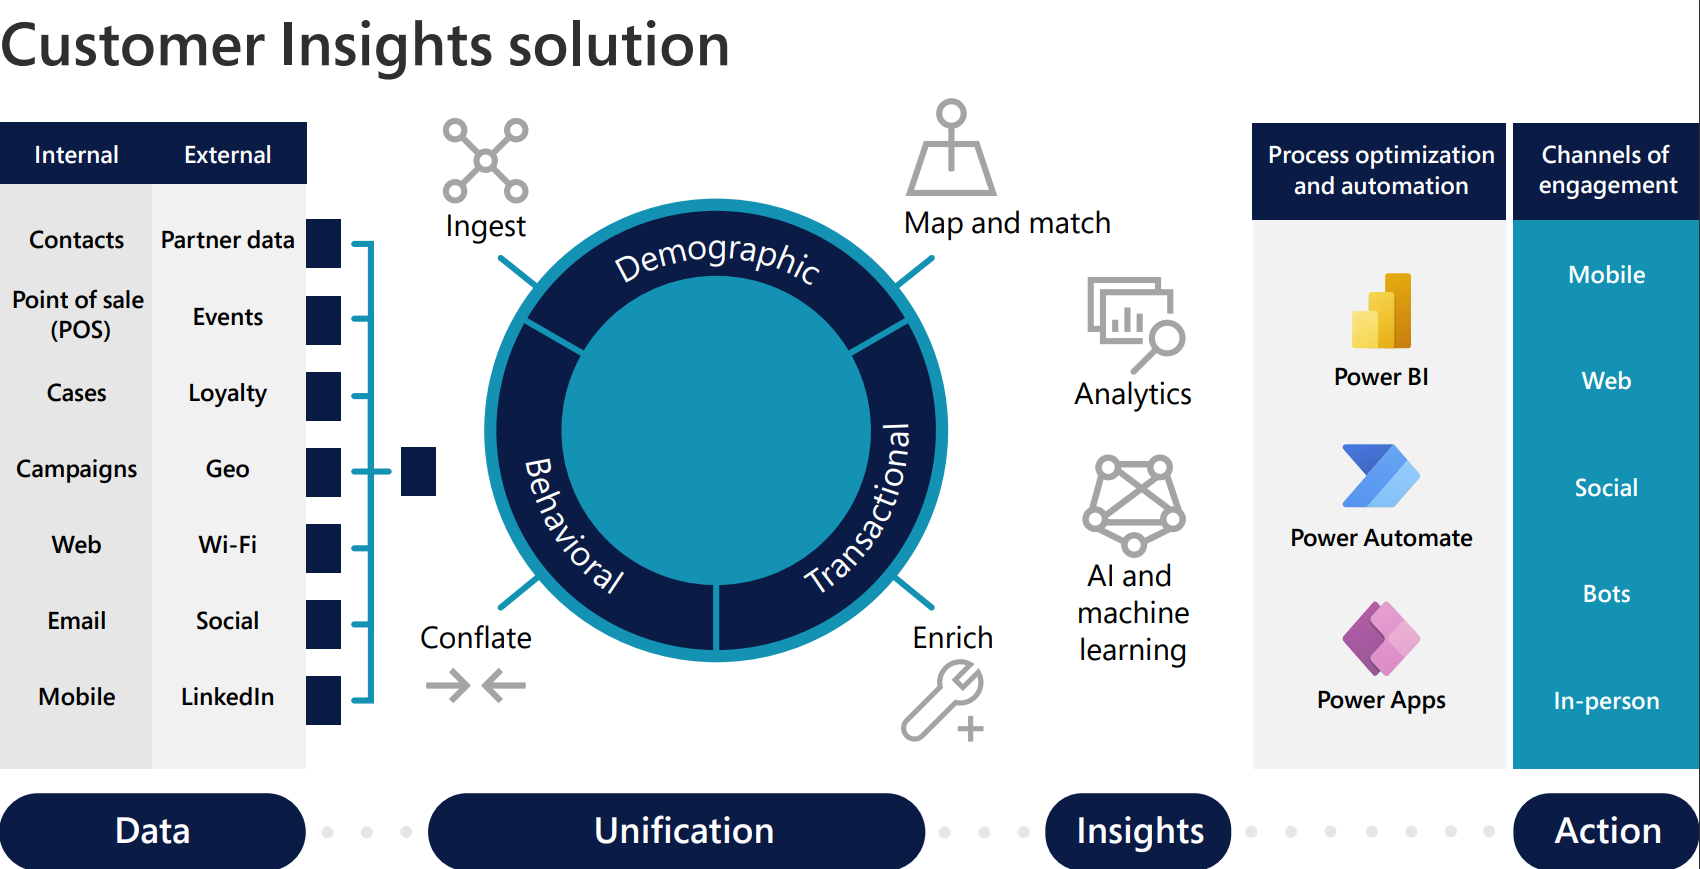 Customer Insights solution
Internal
External
Contacts
Partner data
Point of sale
(POS)
Events
Cases
Loyalty
Campaigns
Geo
Web
Wi-Fi
Email
Social
Mobile
LinkedIn
Ingest
Map and match
Demographic
Behavioral
Transactional
Conflate
Enrich
Analytics
AI and
machine
learning
Process optimization
and automation
Power BI
Power Automate
Power Apps
Channels of
engagement
Mobile
Web
Social
Bots
In-person
Data
Unification
Insights
Action